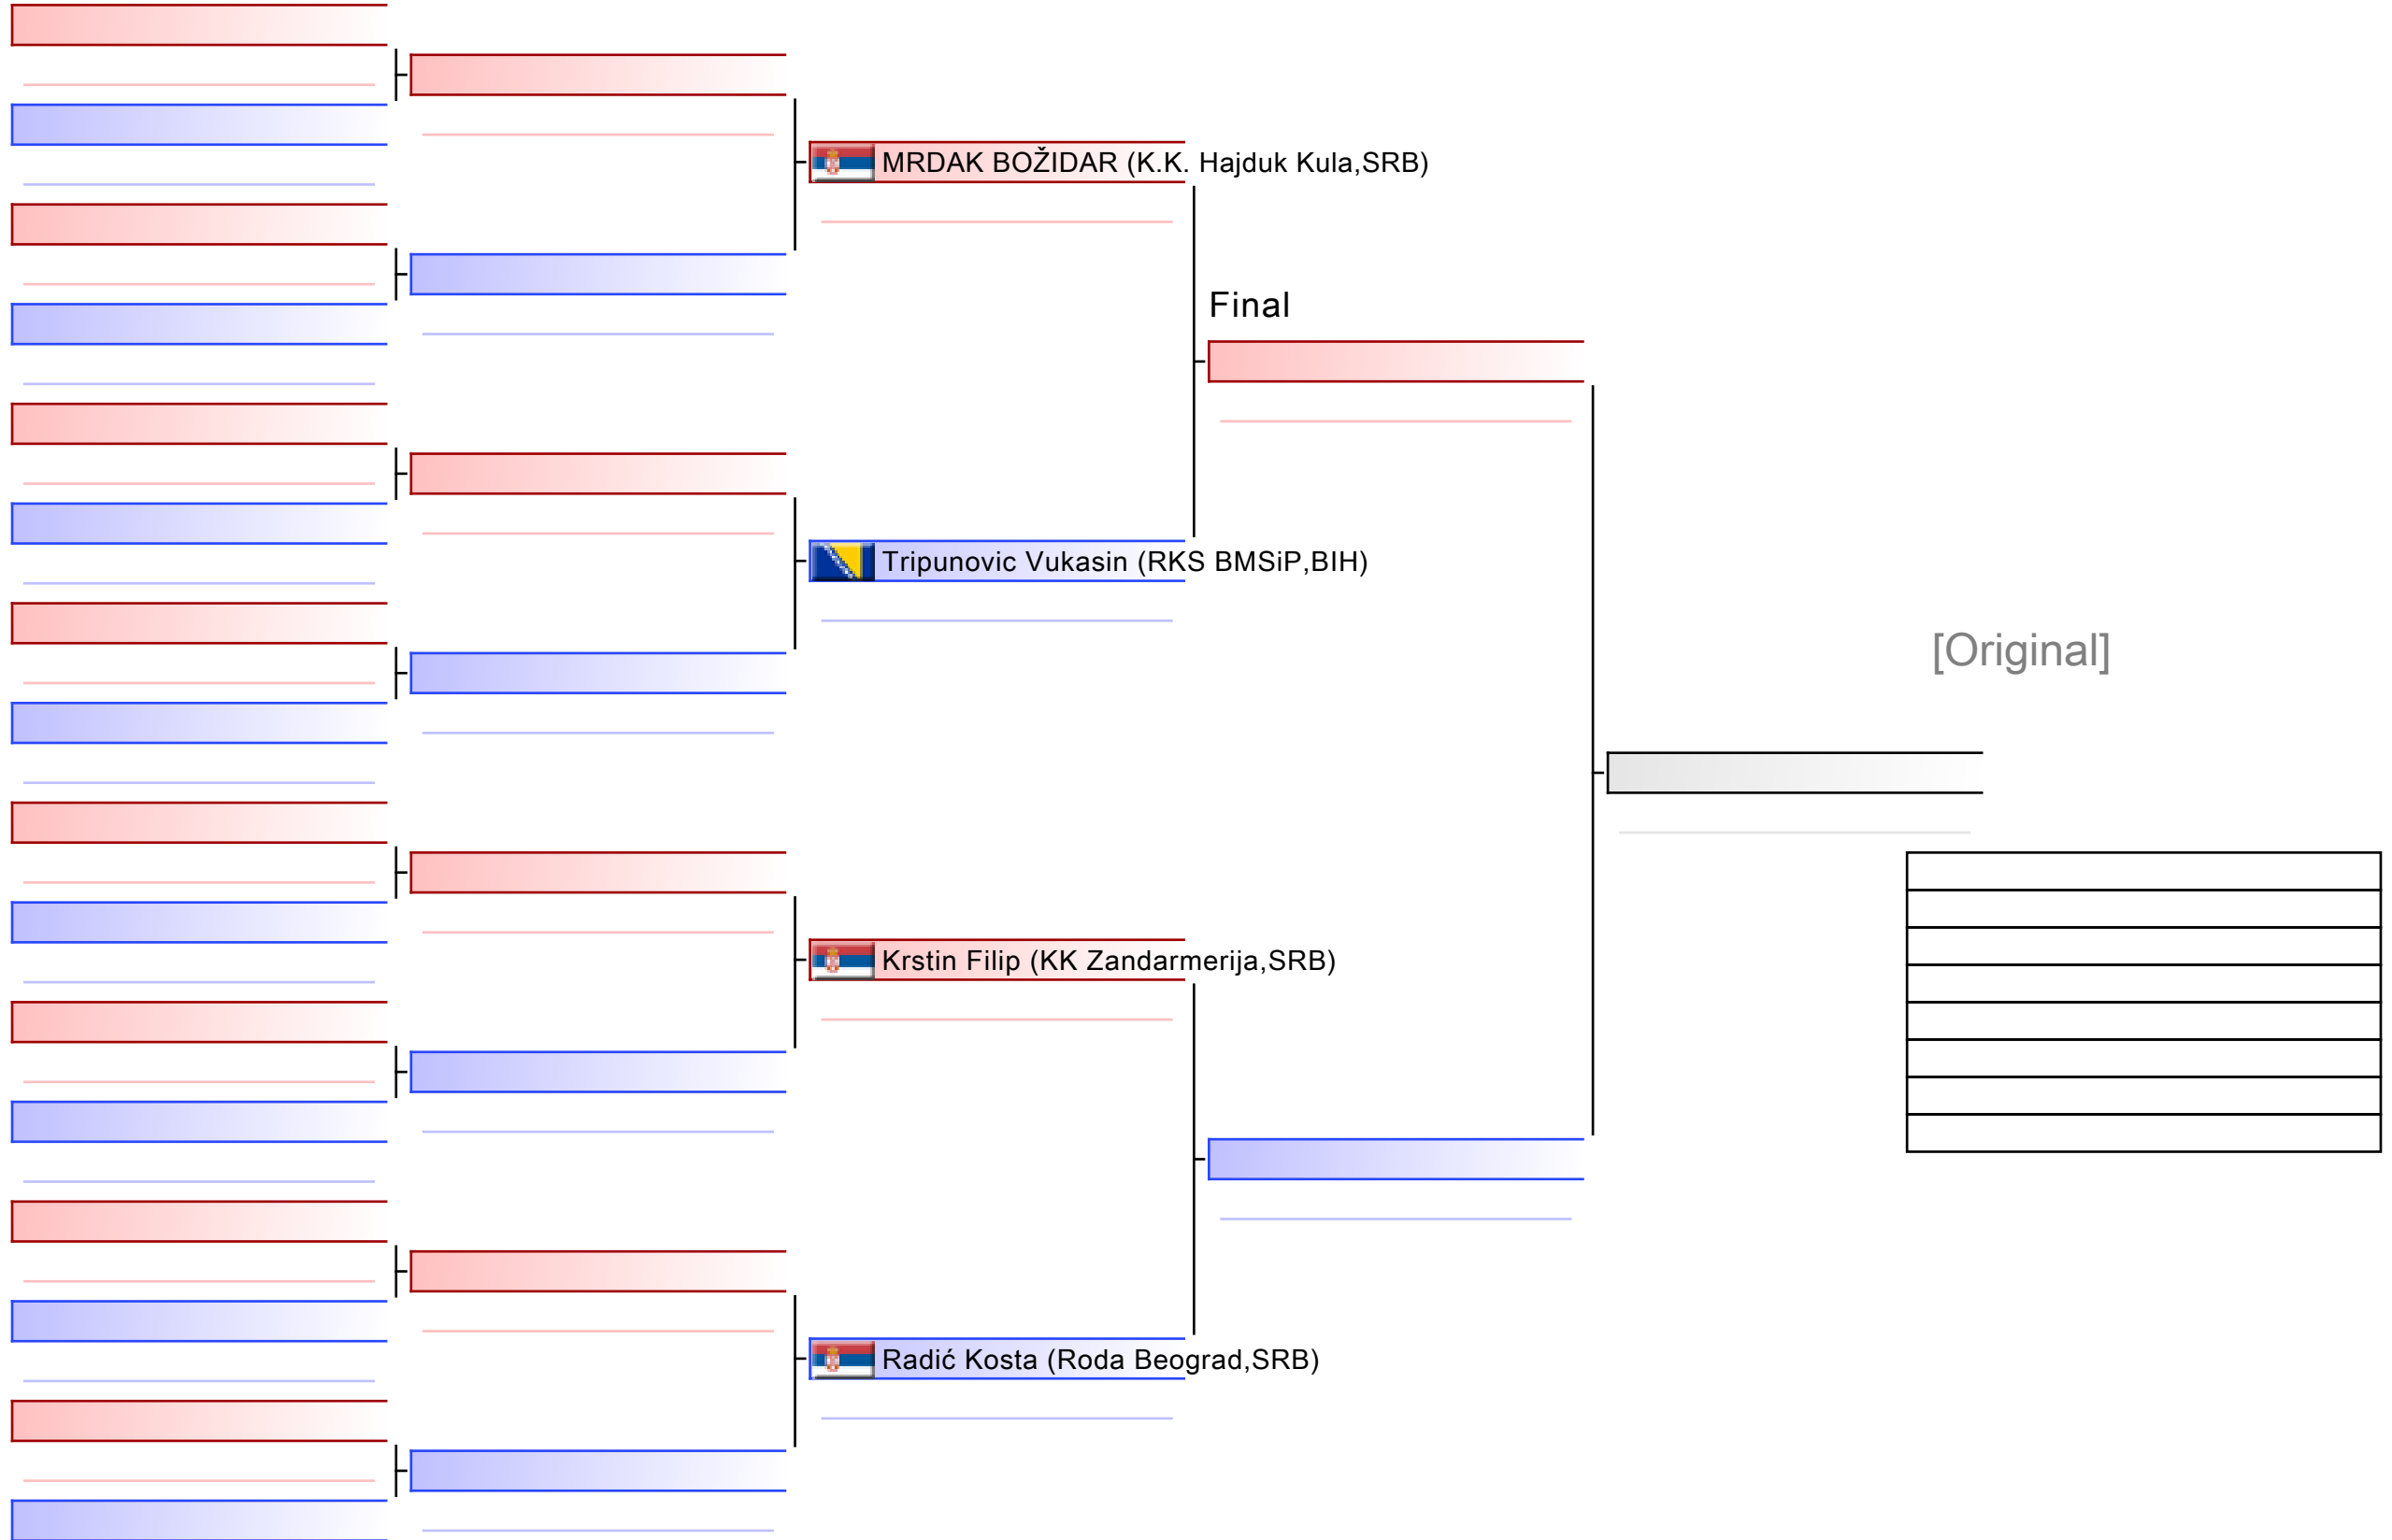 MRDAK BOŽIDAR (K.K. Hajduk Kula,SRB)
Final
Tripunovic Vukasin (RKS BMSiP,BIH)
[Original]
Krstin Filip (KK Zandarmerija,SRB)
Radić Kosta (Roda Beograd,SRB)